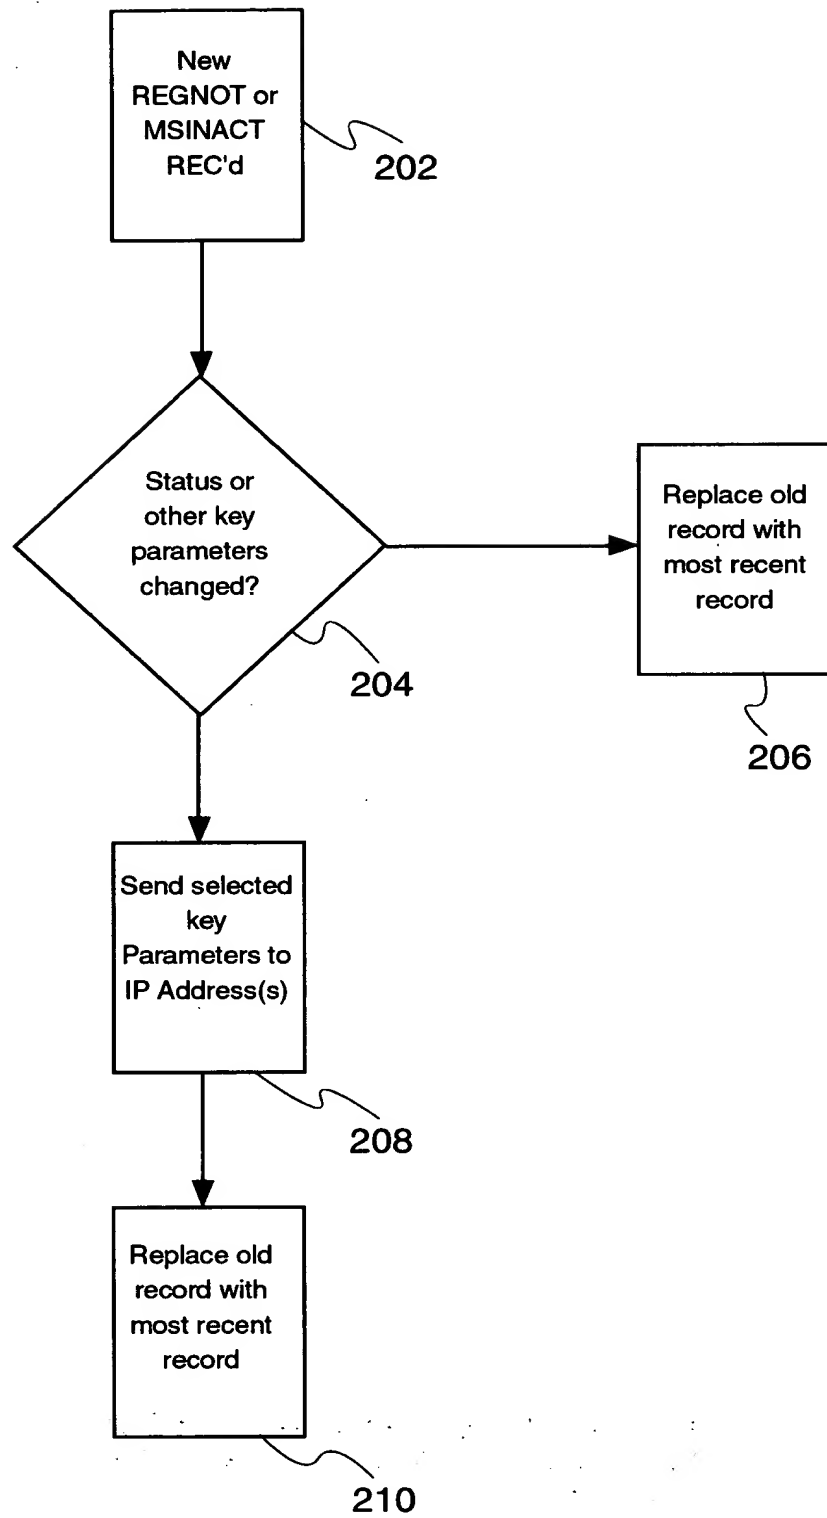 New
REGNOT or
MSINACT
REC'd
202
Status or
other key
parameters
changed?
204
Replace old
record with
most recent
record
206
Send selected
key
Parameters to
IP Address(s)
208
Replace old
record with
most recent
record
210